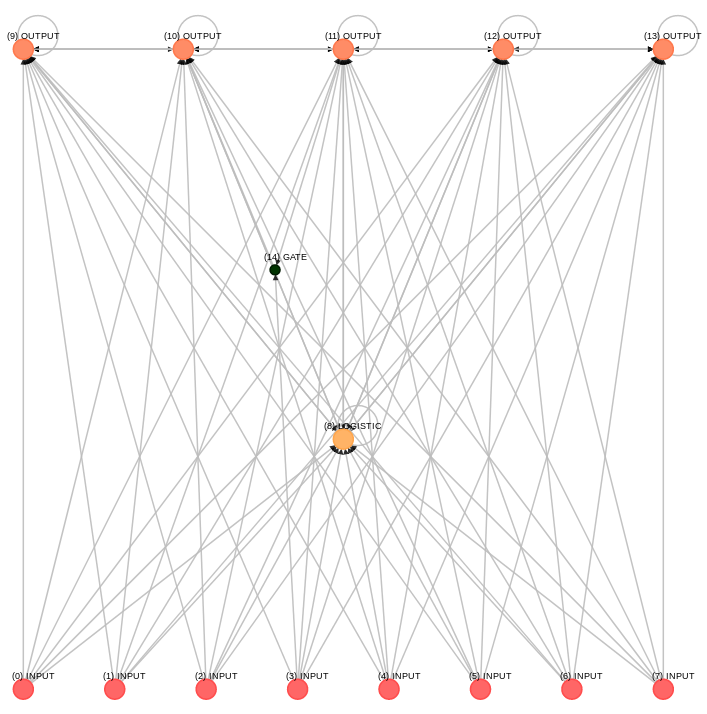 (9) OUTPUT (10) OUTPUT (11) OUTPUT (12) OUTPUT (13) OUTPUT
(14) GATE
(8) LOGISTIC
(0) INPUT (1) INPUT (2) INPUT (3) INPUT (4) INPUT (5) INPUT (6) INPUT (7) INPUT